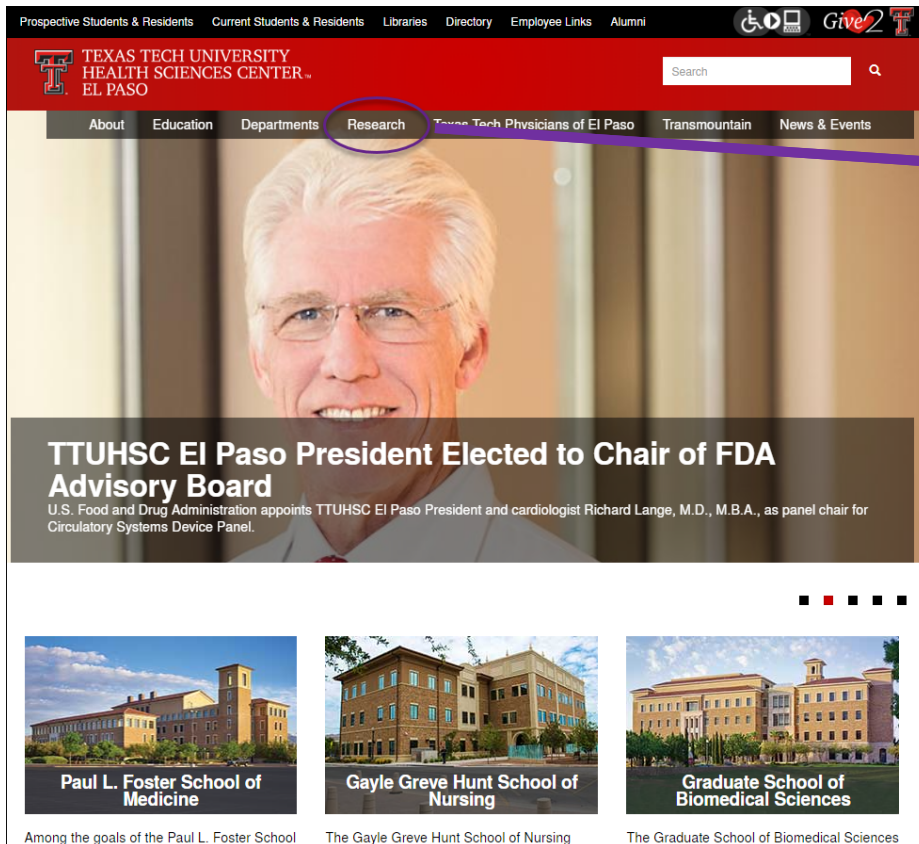 Prospective Students & Residents Current Students & Residents Libraries Directory Employee Links Alumni Give2
TEXAS TECH UNIVERSITY
HEALTH SCIENCES CENTER™
EL PASO
Search
About Education Departments Research Texas Tech Physicians of El Paso Transmountain News & Events
TTUHSC El Paso President Elected to Chair of FDA
Advisory Board
U.S. Food and Drug Administration appoints TTUHSC El Paso President and cardiologist Richard Lange, M.D., M.B.A., as panel chair for
Circulatory Systems Device Panel.
Paul L. Foster School of
Medicine
Gayle Greve Hunt School of
Nursing
Graduate School of
Biomedical Sciences
Among the goals of the Paul L. Foster School
The Gayle Greve Hunt School of Nursing
The Graduate School of Biomedical Sciences